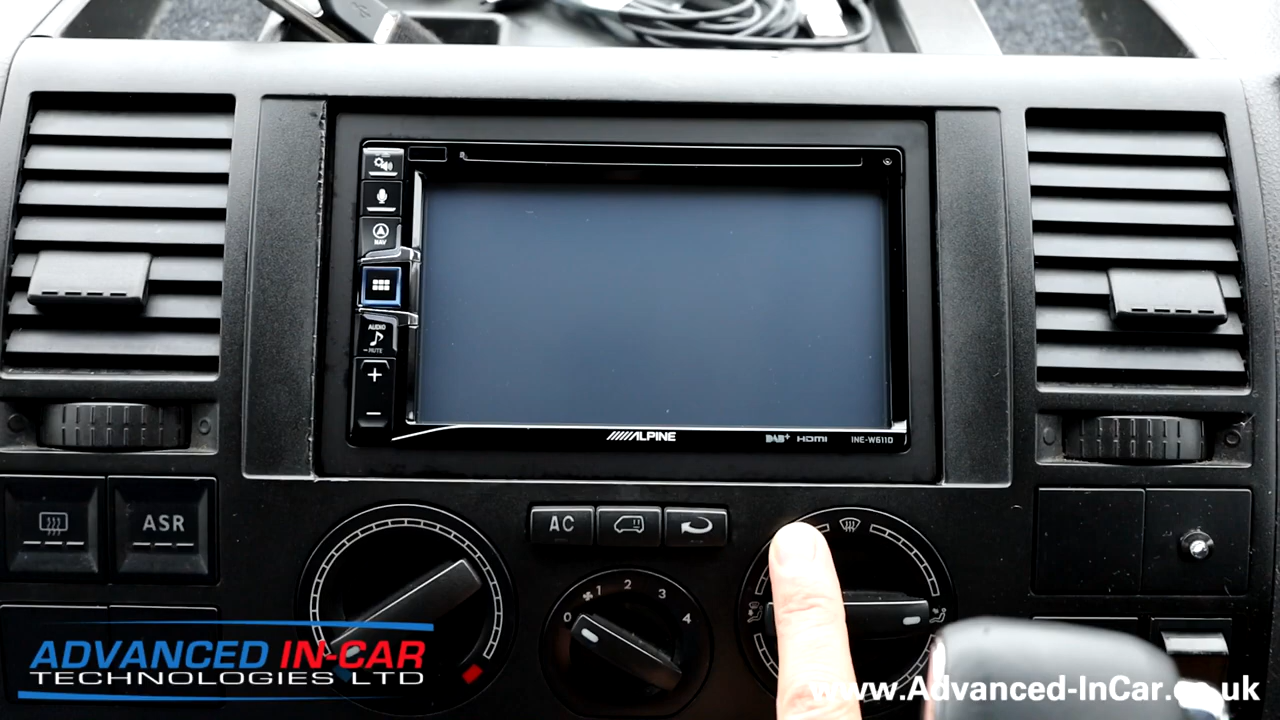 NAV
AUDIO
–MUTE
+
–
ALPINE
DAB+ HDMI INE-W611D
ASR
AC
0 1 2 3 4
ADVANCED IN-CAR
TECHNOLOGIES LTD
www.Advanced-InCar.co.uk